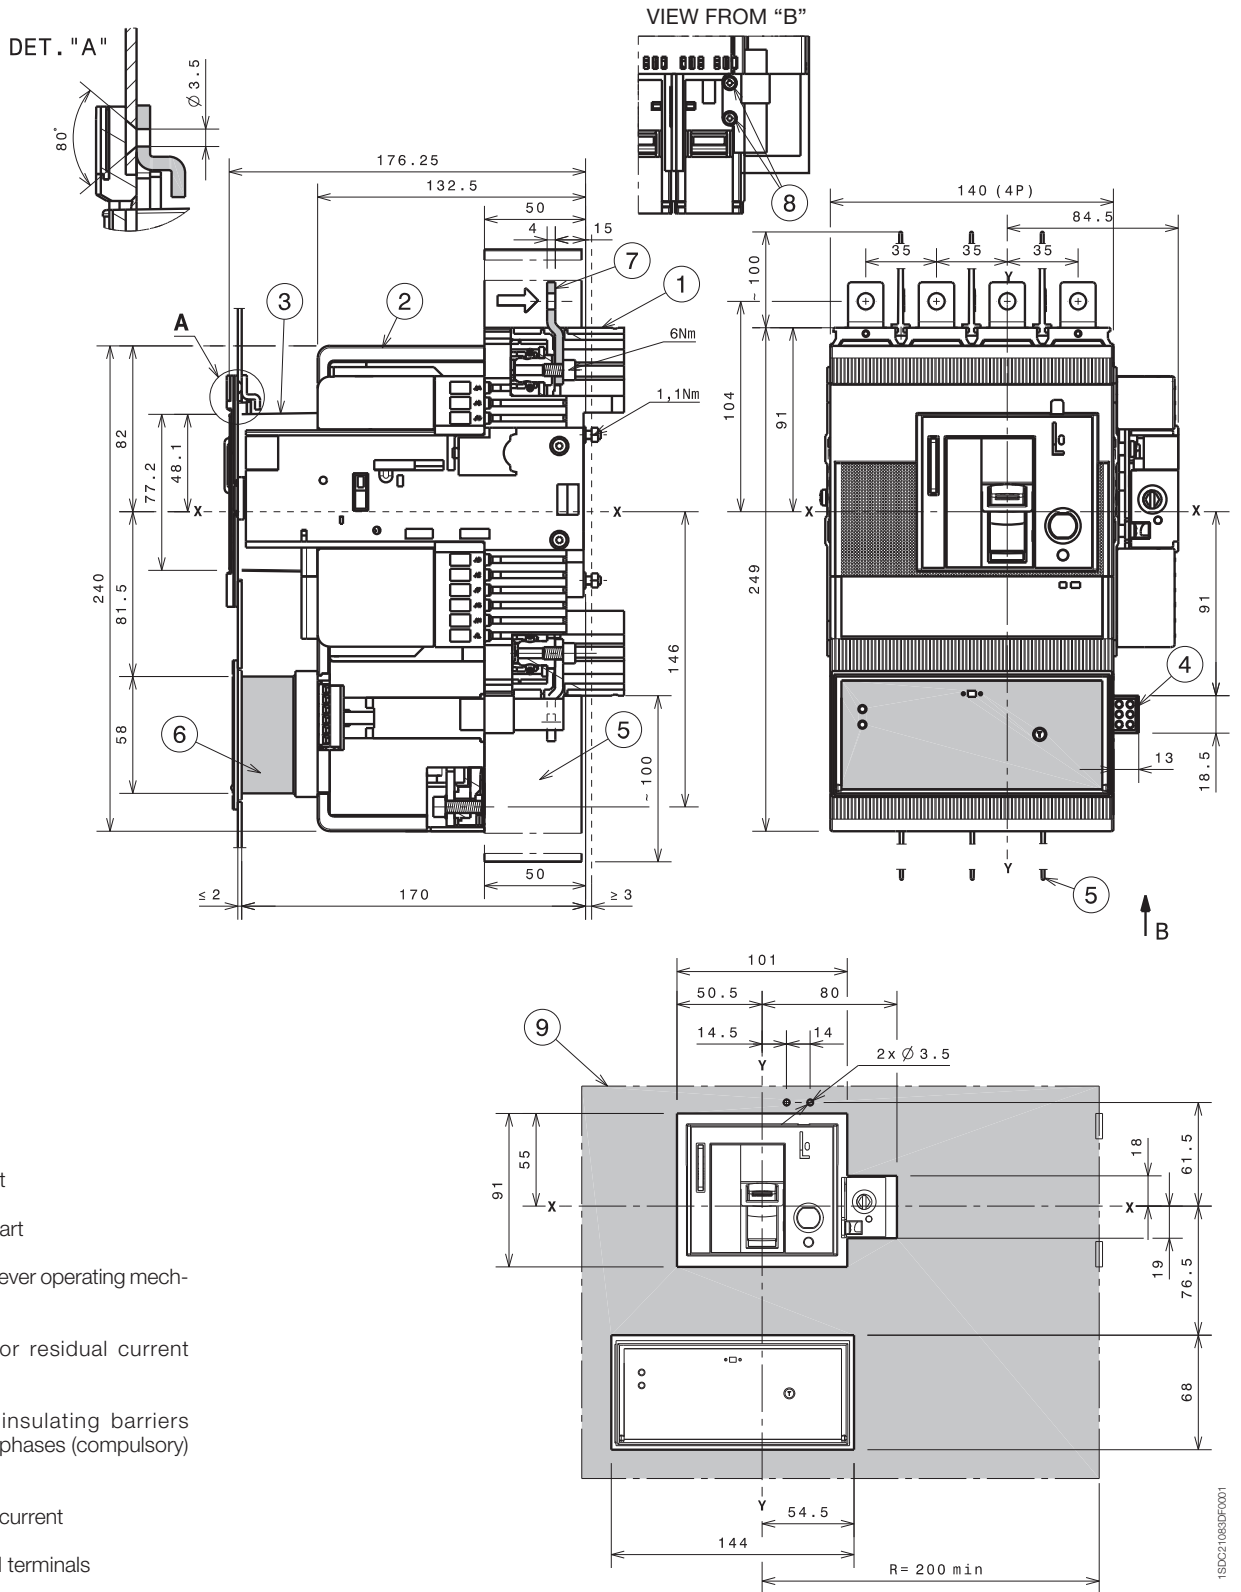 VIEW FROM “B”
DET."A"
Ø 3.5
80°
176.25
132.5
50
4
15
8
7
1
2
3
A
6Nm
1,1Nm
140 (4P)
84.5
35
35
35
Y
~100
104
91
249
82
77.2
48.1
X
X
X
X
240
81.5
58
6
5
146
~100
91
4
13
18.5
≤ 2
170
50
≥ 3
Y
5
B
101
50.5
80
9
14.5
14
Y
2x Ø 3.5
55
91
X
X
18
61.5
19
76.5
68
Y
54.5
144
R= 200 min
ever operating mech-
or residual current
insulating barriers
phases (compulsory)
current
terminals
1SDC21083DF0001